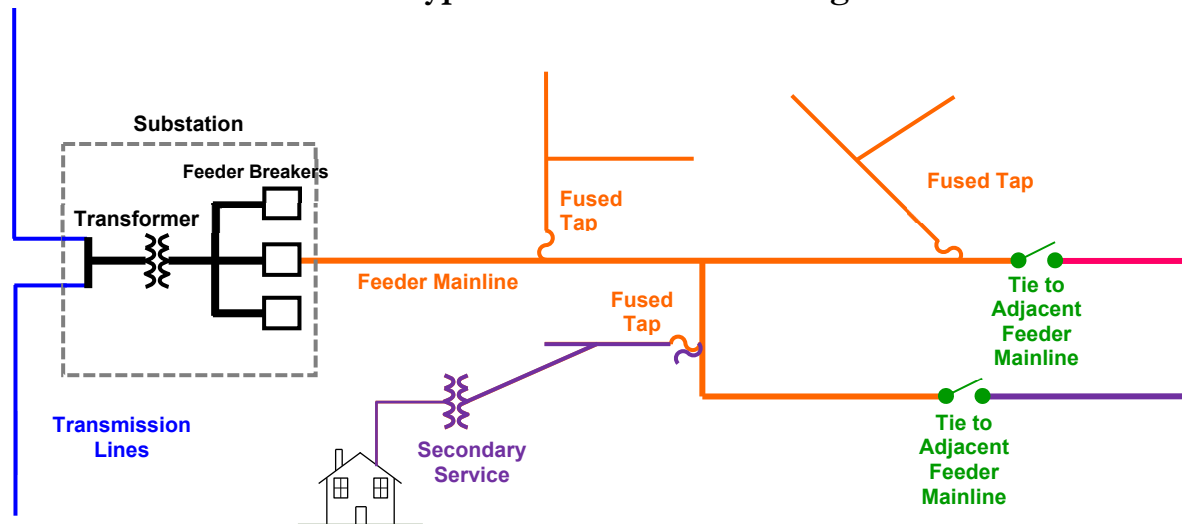 Substation
Feeder Breakers
Transformer
Fused
Tap
Fused Tap
Feeder Mainline
Fused
Tap
Tie to
Adjacent
Feeder
Mainline
Transmission
Lines
Secondary
Service
Tie to
Adjacent
Feeder
Mainline